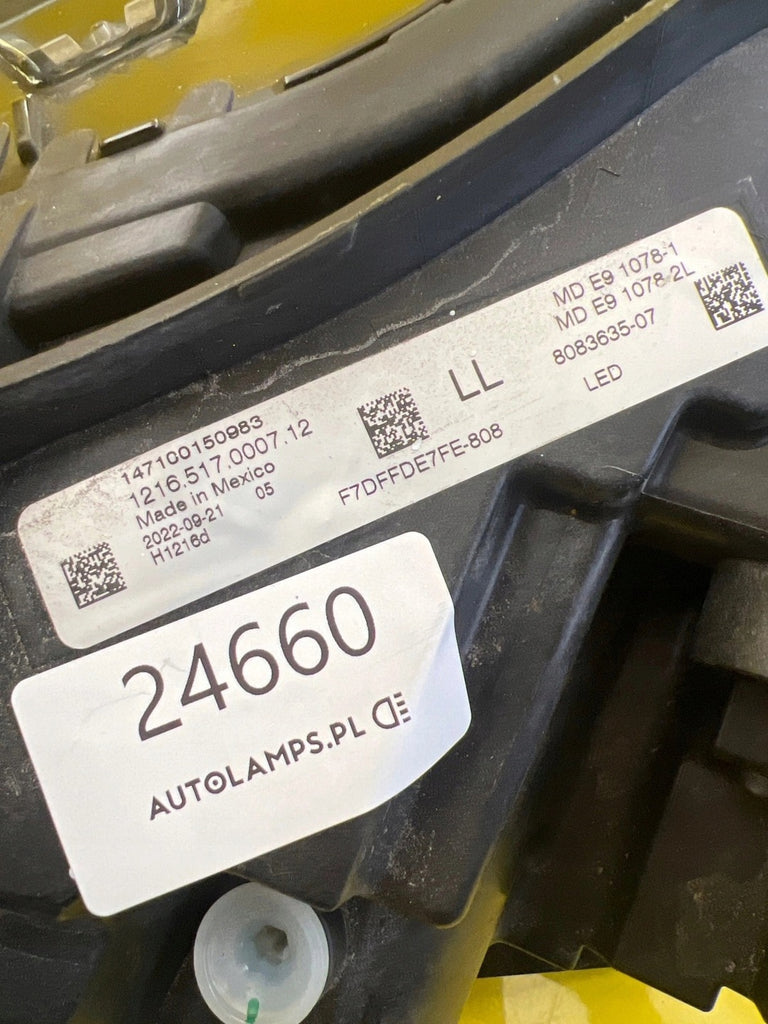 147100150983
1216.517.0007.12
Made in Mexico
2022-09-21 05
H1216d
LL
F7DFFDE7FE-808
MD E9 1078-1
MD E9 1078-2L
8083635-07
LED
24660
AUTOLAMPS.PL